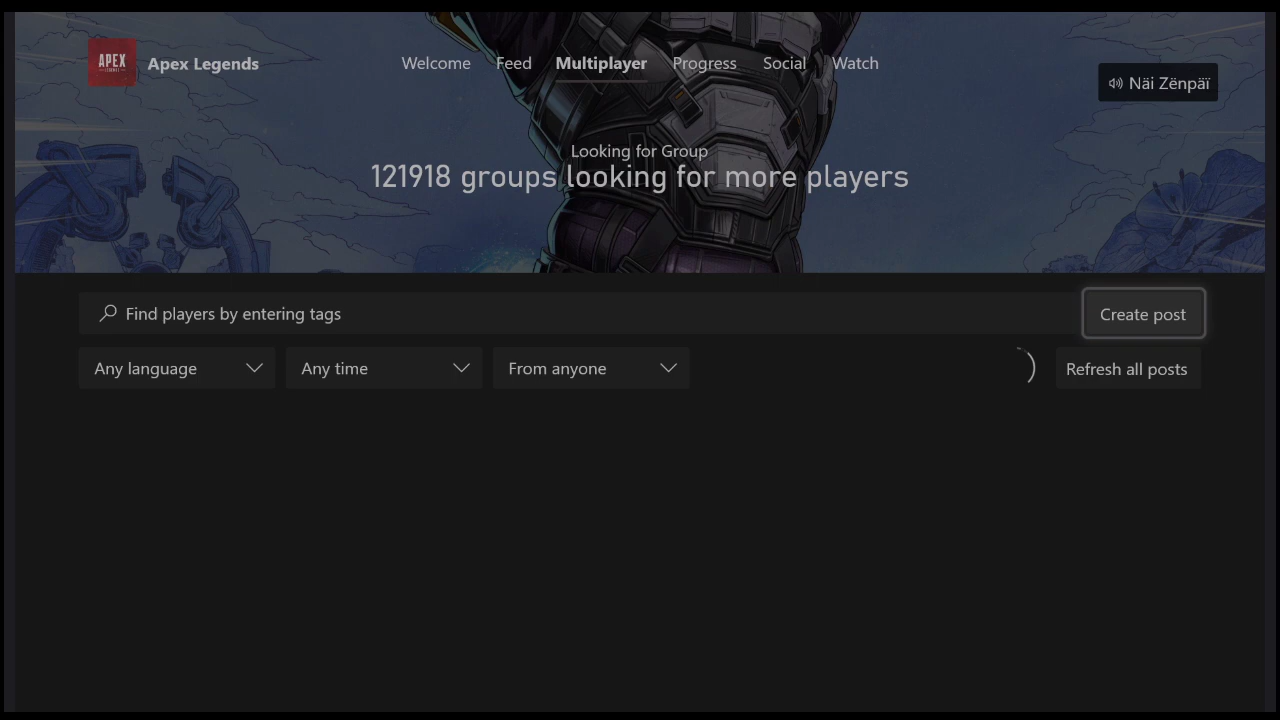 APEX
Apex Legends
Welcome
Feed
Multiplayer
Progress
Social
Watch
Näi Zënpäï
Looking for Group
121918 groups looking for more players
Find players by entering tags
Create post
Any language
Any time
From anyone
Refresh all posts